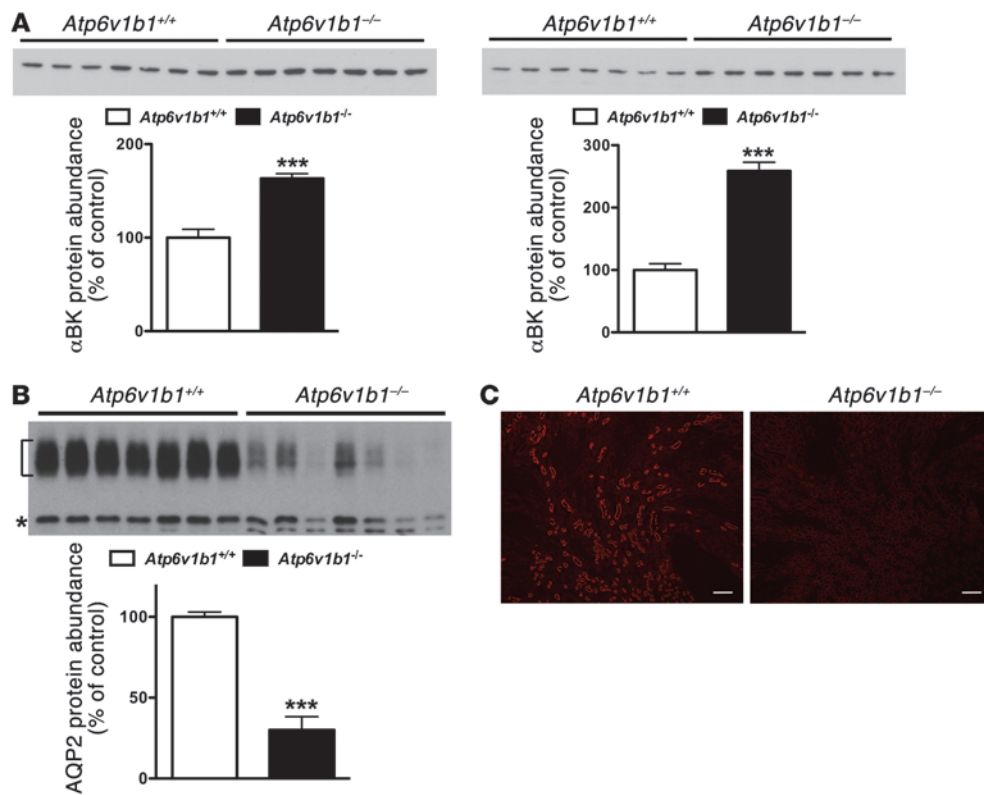 A
Atp6v1b1+/+ Atp6v1b1–/–
Atp6v1b1+/+ Atp6v1b1-/-
αBK protein abundance
(% of control)
200
100
0
***
Atp6v1b1+/+ Atp6v1b1–/–
Atp6v1b1+/+ Atp6v1b1-/-
αBK protein abundance
(% of control)
300
200
100
0
***
B
Atp6v1b1+/+ Atp6v1b1–/–
*
Atp6v1b1+/+ Atp6v1b1-/-
AQP2 protein abundance
(% of control)
100
50
0
***
C
Atp6v1b1+/+ Atp6v1b1–/–